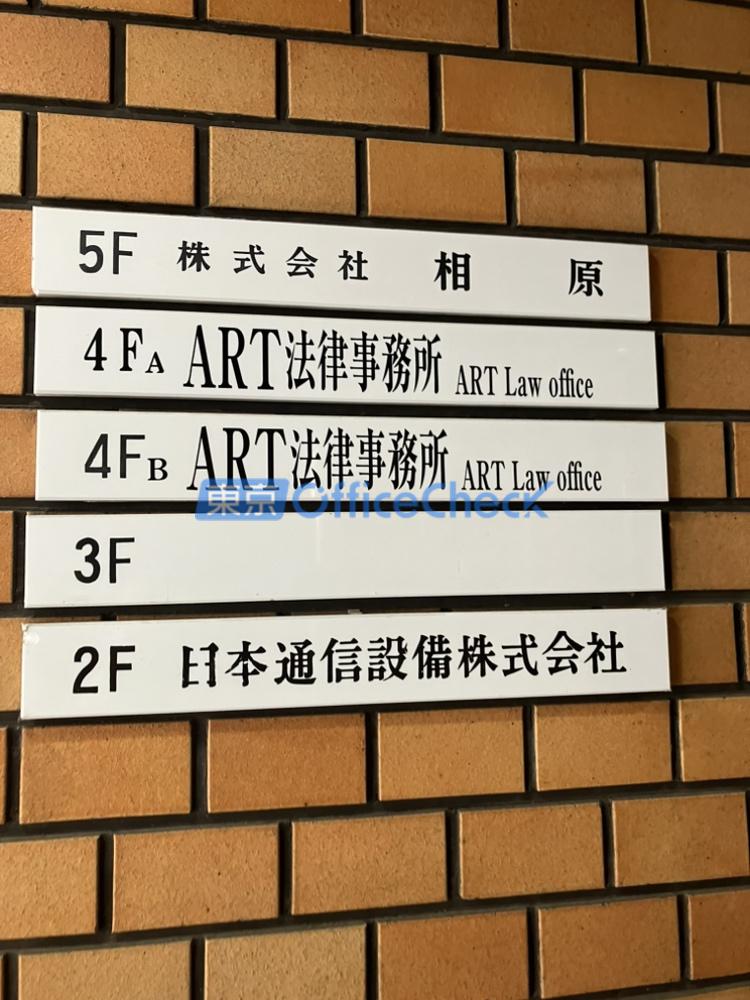 5F 株式会社 相原
4FA ART法律事務所 ART Law office
4FB ART法律事務所 ART Law office
東京 OfficeCheck
3F
2F 日本通信設備株式会社